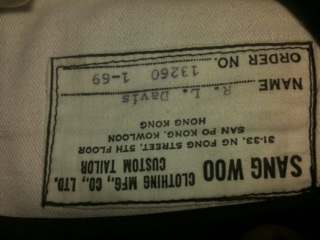 SANG WOO
CLOTHING MFG., CO., LTD.
CUSTOM TAILOR
31-33, NG FONG STREET, 5TH FLOOR
SAN PO KONG, KOWLOON
HONG KONG
NAME R. L. Davis
ORDER NO. 13260 1-69